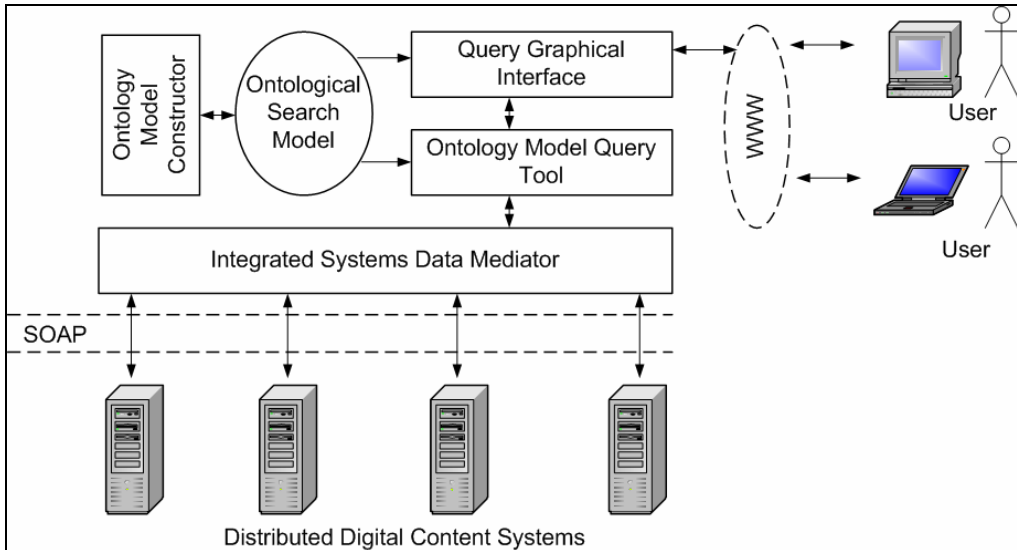 Ontology
Model
Constructor
Ontological
Search
Model
Query Graphical
Interface
Ontology Model Query
Tool
WWW
User
User
Integrated Systems Data Mediator
SOAP
Distributed Digital Content Systems